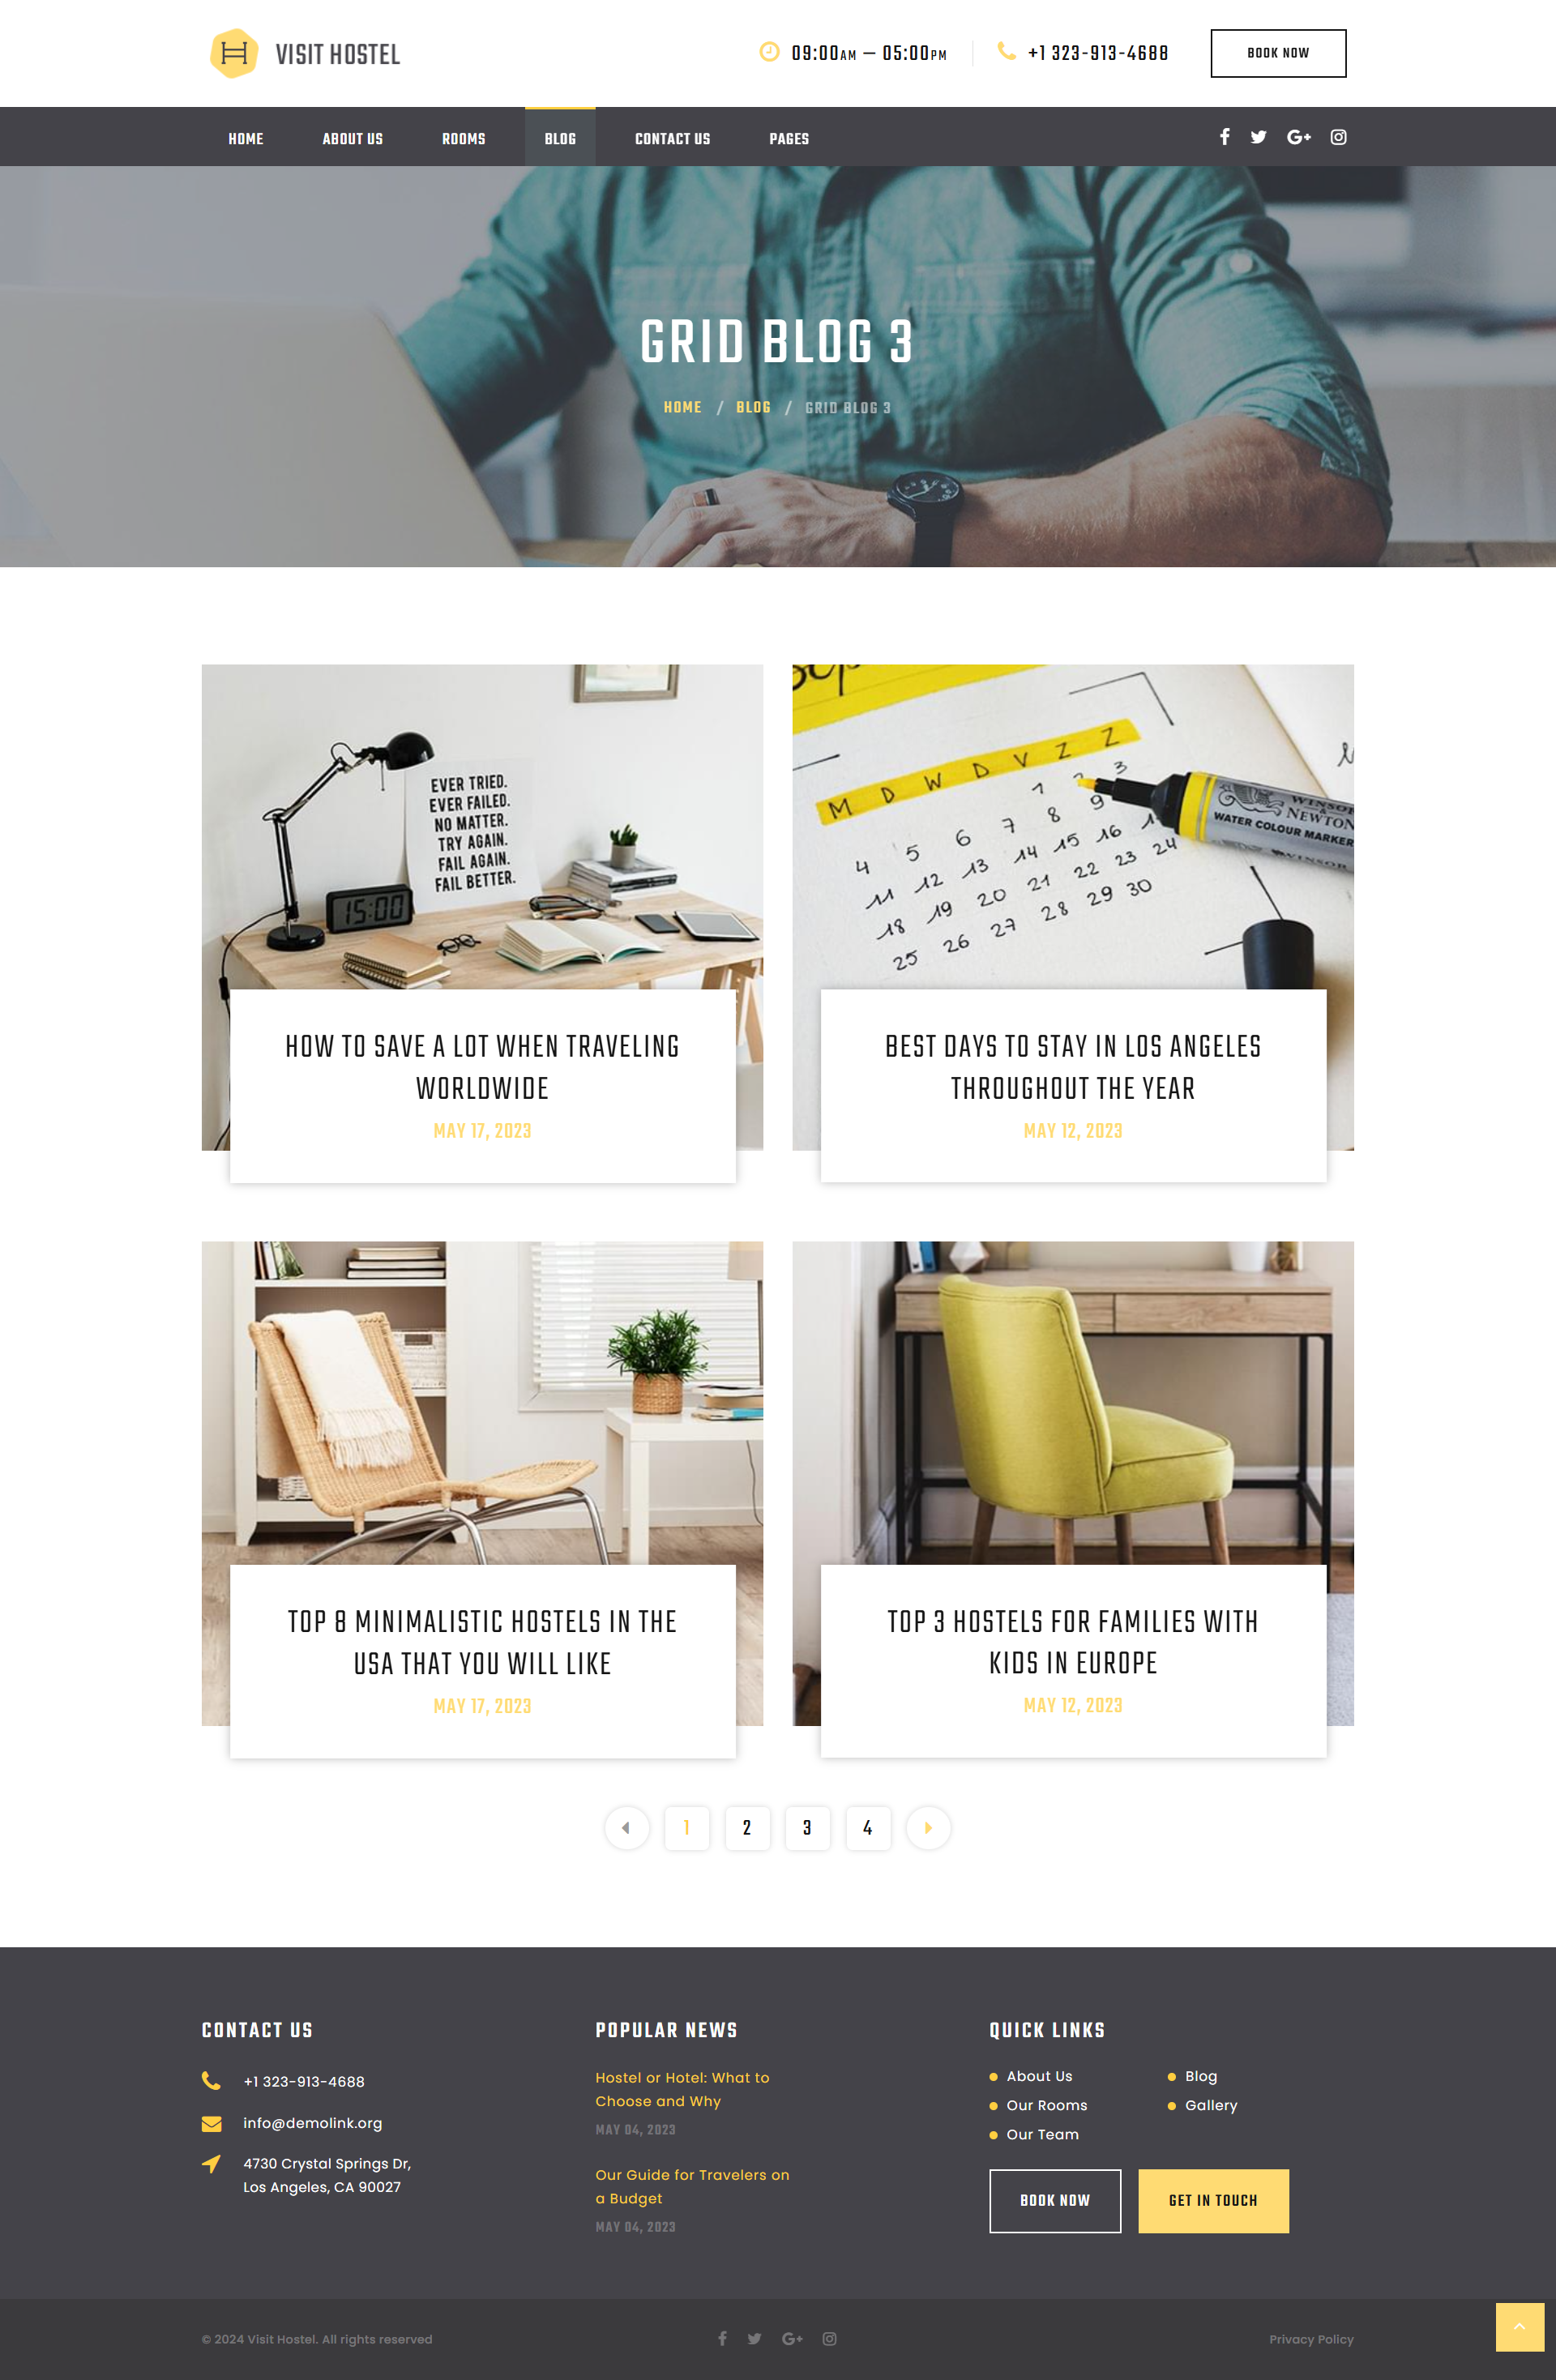 VISIT HOSTEL
09:00AM — 05:00PM
+1 323-913-4688
BOOK NOW
HOME ABOUT US ROOMS BLOG CONTACT US PAGES
GRID BLOG 3
HOME / BLOG / GRID BLOG 3
EVER TRIED.
EVER FAILED.
NO MATTER.
TRY AGAIN.
FAIL AGAIN.
FAIL BETTER.
15:00
HOW TO SAVE A LOT WHEN TRAVELING
WORLDWIDE
MAY 17, 2023
M D W D V Z Z
1 2 3
4 5 6 7 8 9
11 12 13 14 15 16
18 19 20 21 22 23 24
25 26 27 28 29 30
WATER COLOUR MARKER
BEST DAYS TO STAY IN LOS ANGELES
THROUGHOUT THE YEAR
MAY 12, 2023
TOP 8 MINIMALISTIC HOSTELS IN THE
USA THAT YOU WILL LIKE
MAY 17, 2023
TOP 3 HOSTELS FOR FAMILIES WITH
KIDS IN EUROPE
MAY 12, 2023
1 2 3 4
CONTACT US
+1 323-913-4688
info@demolink.org
4730 Crystal Springs Dr,
Los Angeles, CA 90027
POPULAR NEWS
Hostel or Hotel: What to
Choose and Why
MAY 04, 2023
Our Guide for Travelers on
a Budget
MAY 04, 2023
QUICK LINKS
About Us
Our Rooms
Our Team
Blog
Gallery
BOOK NOW
GET IN TOUCH
© 2024 Visit Hostel. All rights reserved
Privacy Policy